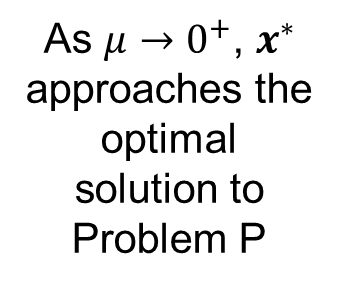 As μ → 0⁺, 𝒙*
approaches the
optimal
solution to
Problem P